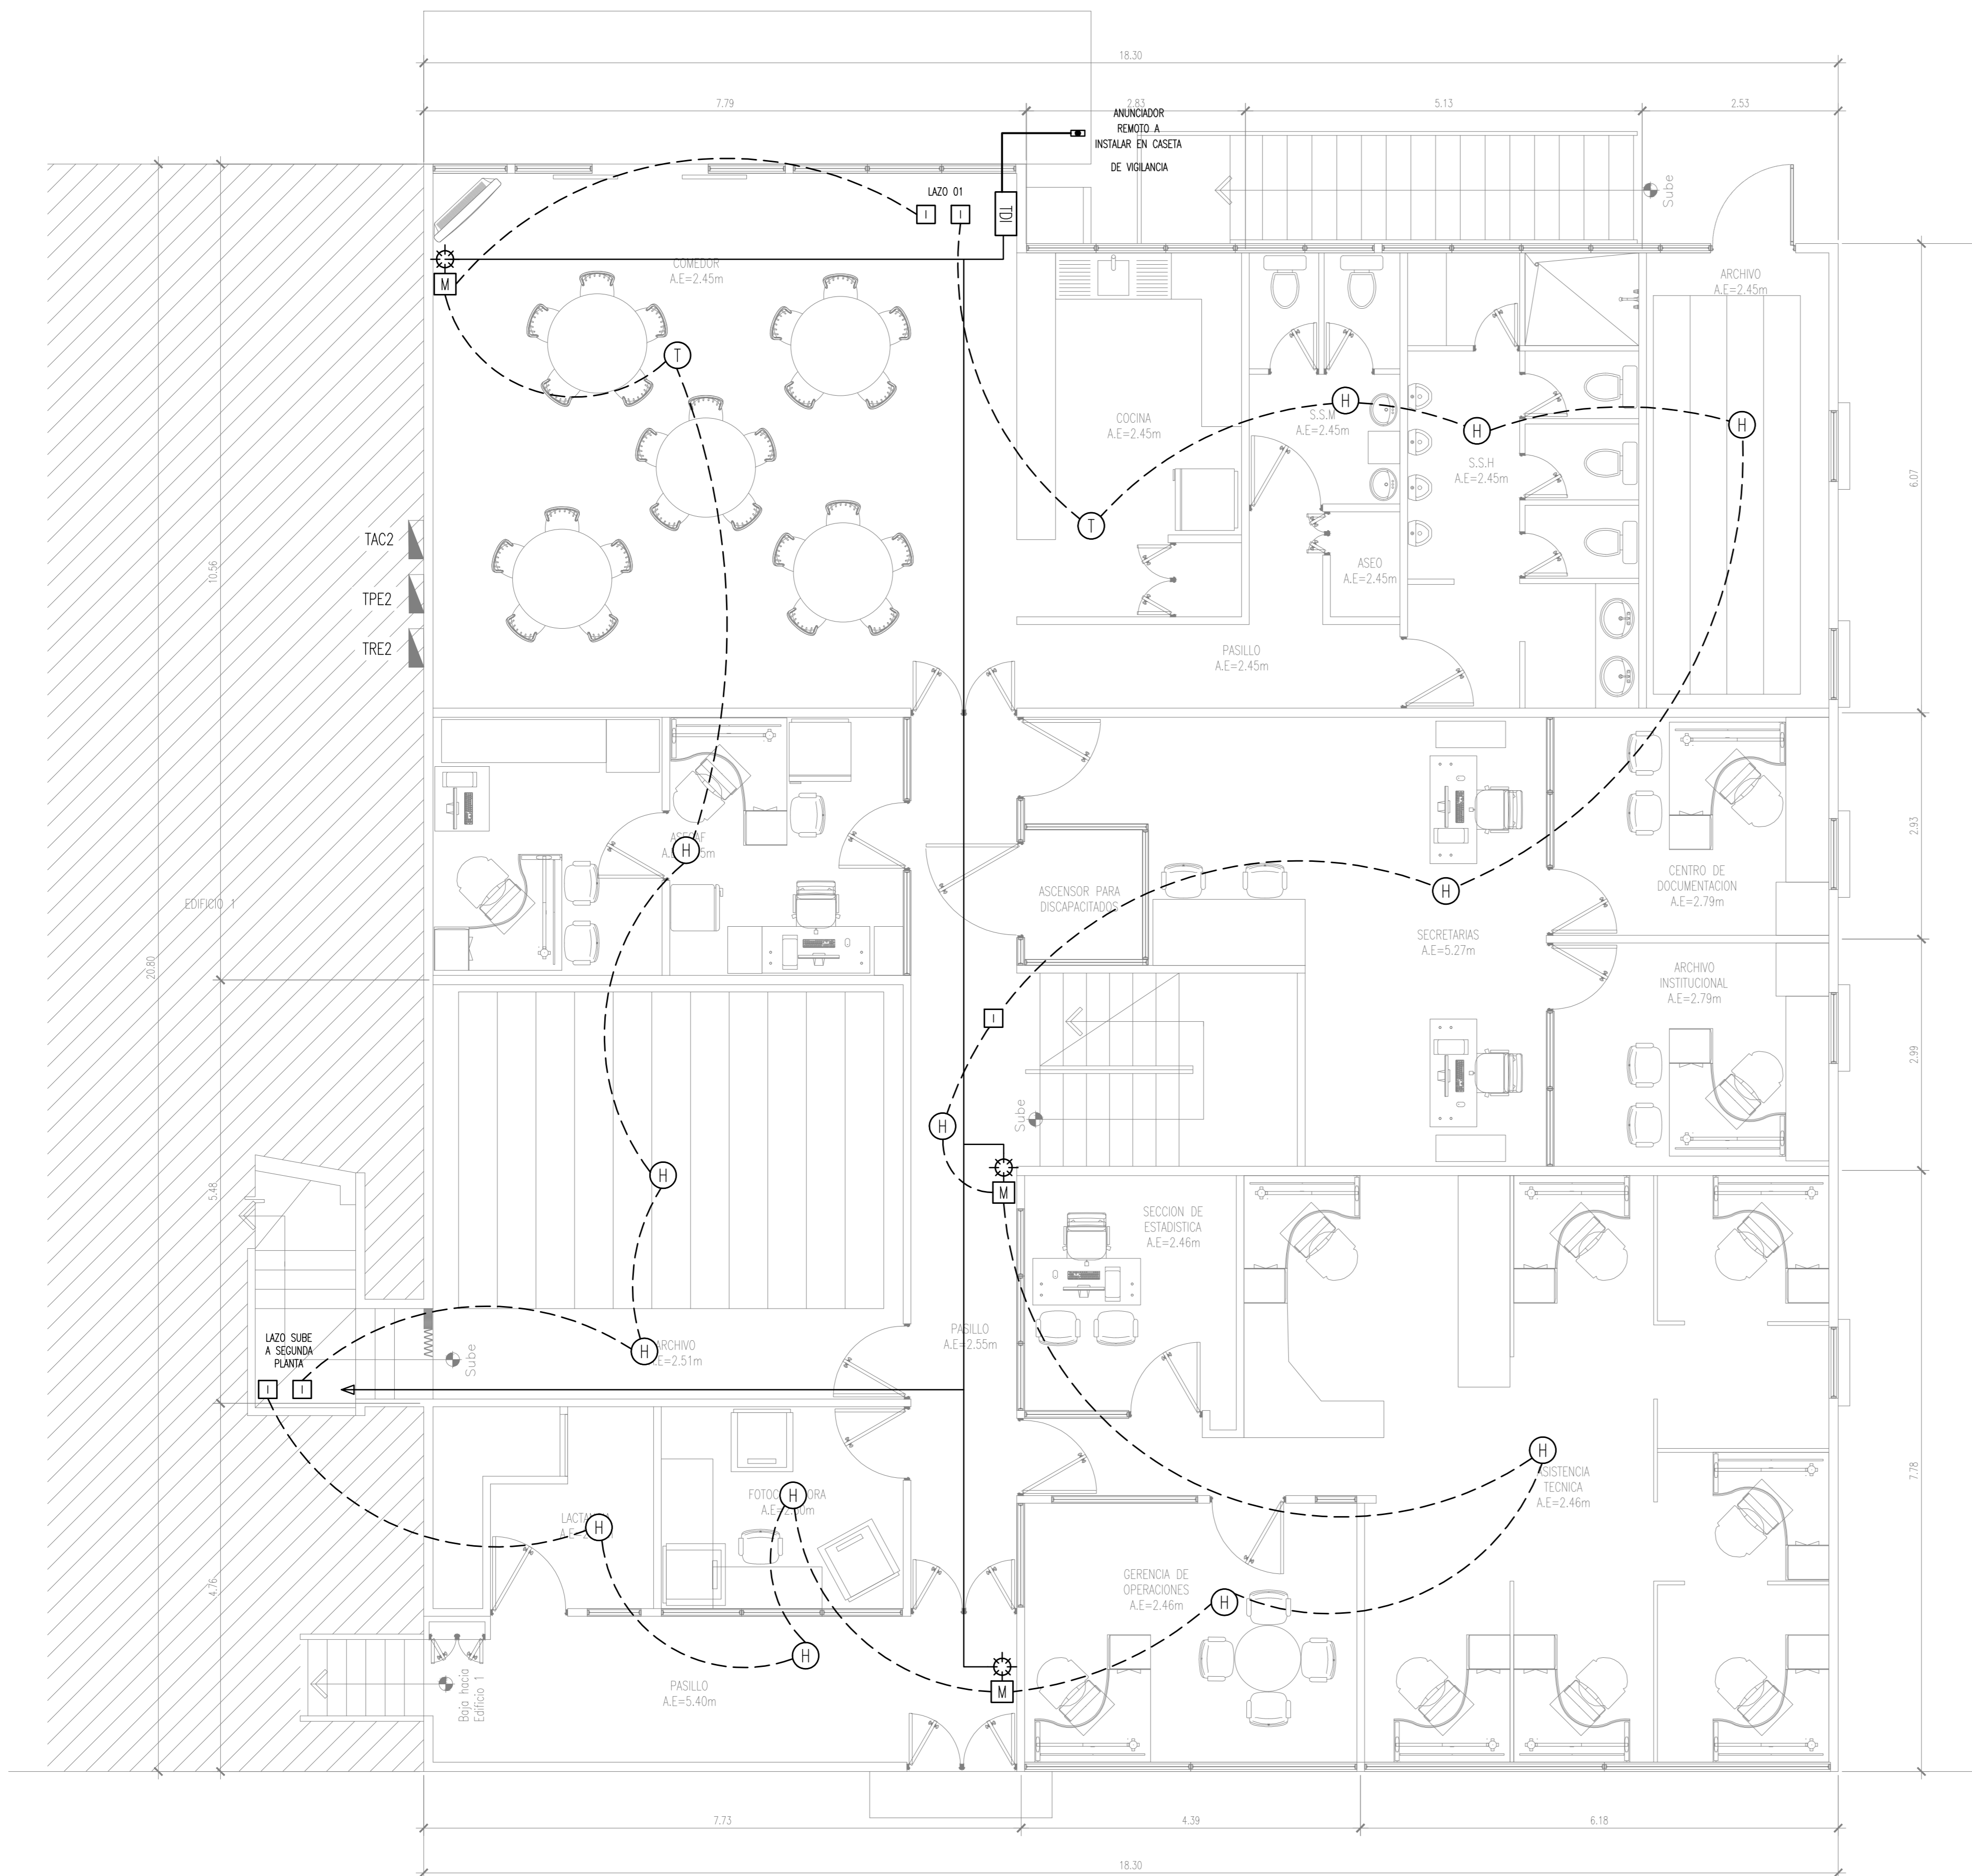 18.30
7.79
2.83
5.13
2.53
ANUNCIADOR
REMOTO A
INSTALAR EN CASETA
DE VIGILANCIA
LAZO 01
I
I
TDI
Sube
COMEDOR
A.E=2.45m
M
ARCHIVO
A.E=2.45m
T
COCINA
A.E=2.45m
H
S.S.M
A.E=2.45m
H
S.S.H
A.E=2.45m
H
T
ASEO
A.E=2.45m
TAC2
TPE2
TRE2
10.56
6.07
PASILLO
A.E=2.45m
H
2.93
ASCENSOR PARA
DISCAPACITADOS
H
CENTRO DE
DOCUMENTACION
A.E=2.79m
SECRETARIAS
A.E=5.27m
EDIFICIO 1
20.80
ARCHIVO
INSTITUCIONAL
A.E=2.79m
I
2.99
Sube
H
H
M
5.48
SECCION DE
ESTADISTICA
A.E=2.46m
LAZO SUBE
A SEGUNDA
PLANTA
I
I
Sube
H
ARCHIVO
A.E=2.51m
PASILLO
A.E=2.55m
H
ASISTENCIA
TECNICA
A.E=2.46m
7.78
H
H
4.76
GERENCIA DE
OPERACIONES
A.E=2.46m
H
H
M
PASILLO
A.E=5.40m
Baja hacia
Edificio 1
7.73
4.39
6.18
18.30